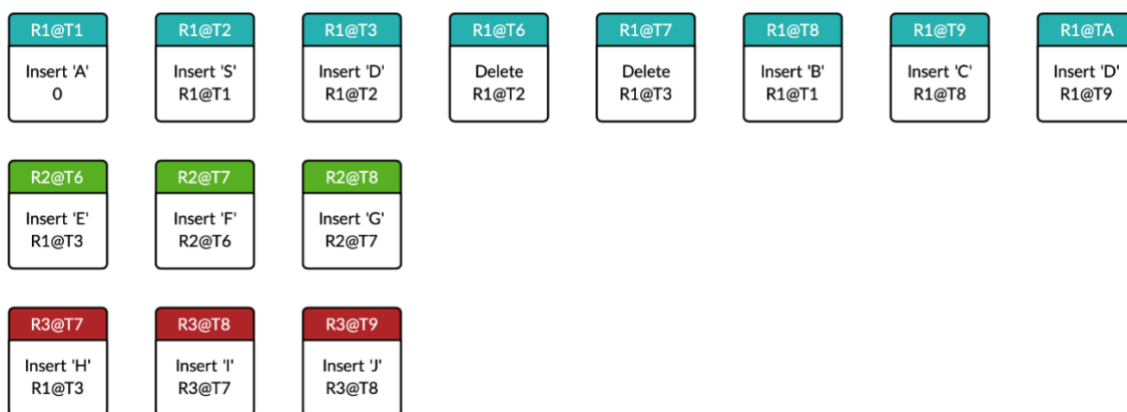 R1@T1
Insert 'A'
0
R1@T2
Insert 'S'
R1@T1
R1@T3
Insert 'D'
R1@T2
R1@T6
Delete
R1@T2
R1@T7
Delete
R1@T3
R1@T8
Insert 'B'
R1@T1
R1@T9
Insert 'C'
R1@T8
R1@TA
Insert 'D'
R1@T9
R2@T6
Insert 'E'
R1@T3
R2@T7
Insert 'F'
R2@T6
R2@T8
Insert 'G'
R2@T7
R3@T7
Insert 'H'
R1@T3
R3@T8
Insert 'I'
R3@T7
R3@T9
Insert 'J'
R3@T8